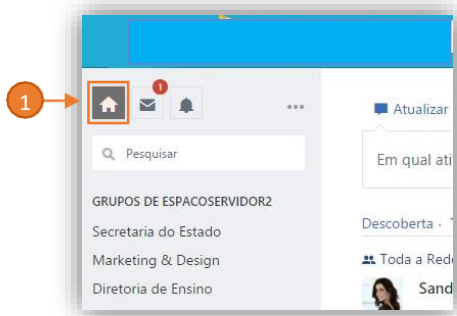 1
1
Pesquisar
GRUPOS DE ESPACOSERVIDOR2
Secretaria do Estado
Marketing & Design
Diretoria de Ensino
Atualizar
Em qual ati
Descoberta -
Toda a Red
Sand